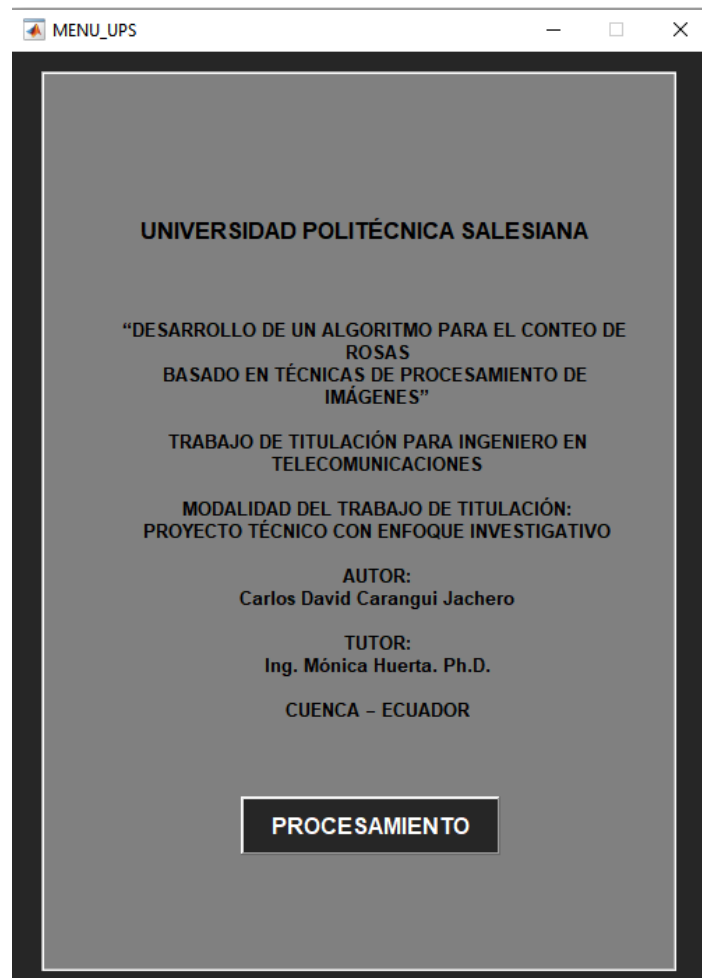 MENU_UPS
UNIVERSIDAD POLITÉCNICA SALESIANA
“DESARROLLO DE UN ALGORITMO PARA EL CONTEO DE
ROSAS
BASADO EN TÉCNICAS DE PROCESAMIENTO DE
IMÁGENES”
TRABAJO DE TITULACIÓN PARA INGENIERO EN
TELECOMUNICACIONES
MODALIDAD DEL TRABAJO DE TITULACIÓN:
PROYECTO TÉCNICO CON ENFOQUE INVESTIGATIVO
AUTOR:
Carlos David Carangui Jachero
TUTOR:
Ing. Mónica Huerta. Ph.D.
CUENCA – ECUADOR
PROCESAMIENTO